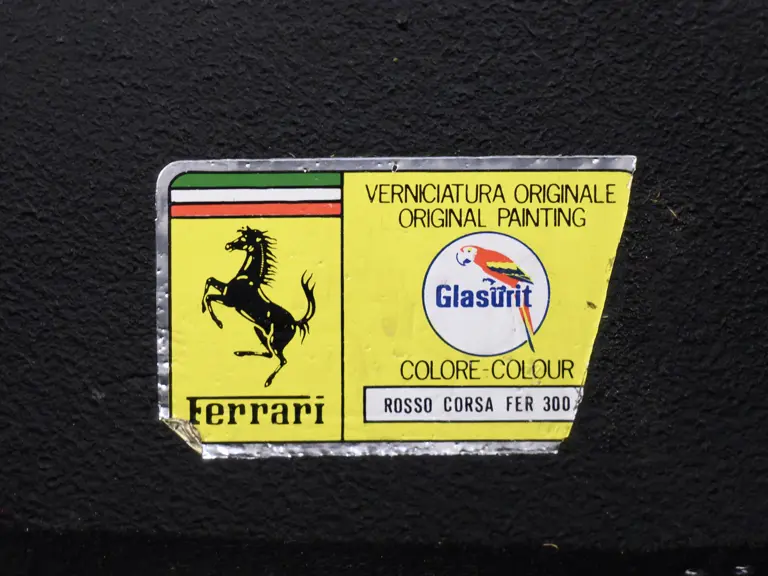 VERNICIATURA ORIGINALE
ORIGINAL PAINTING
Glasurit
COLORE-COLOUR
ROSSO CORSA FER 300
Ferrari